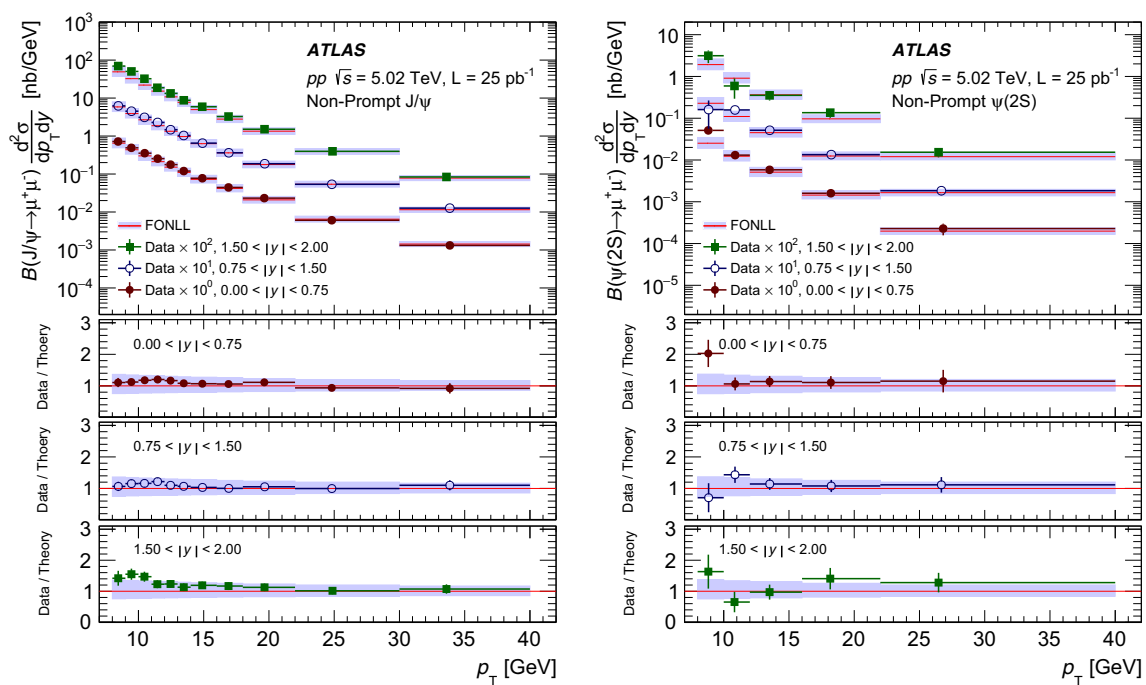 B(J/ψ→μ⁺μ⁻) d²σ/dp_T dy [nb/GeV]
10³
10²
10
1
10⁻¹
10⁻²
10⁻³
10⁻⁴
ATLAS
pp √s = 5.02 TeV, L = 25 pb⁻¹
Non-Prompt J/ψ
FONLL
Data × 10², 1.50 < |y| < 2.00
Data × 10¹, 0.75 < |y| < 1.50
Data × 10⁰, 0.00 < |y| < 0.75
Data / Thoery
3
2
1
0.00 < |y| < 0.75
Data / Thoery
3
2
1
0.75 < |y| < 1.50
Data / Theory
3
2
1
0
1.50 < |y| < 2.00
10 15 20 25 30 35 40
p_T [GeV]
B(ψ(2S)→μ⁺μ⁻) d²σ/dp_T dy [nb/GeV]
10
1
10⁻¹
10⁻²
10⁻³
10⁻⁴
10⁻⁵
ATLAS
pp √s = 5.02 TeV, L = 25 pb⁻¹
Non-Prompt ψ(2S)
FONLL
Data × 10², 1.50 < |y| < 2.00
Data × 10¹, 0.75 < |y| < 1.50
Data × 10⁰, 0.00 < |y| < 0.75
Data / Thoery
3
2
1
0.00 < |y| < 0.75
Data / Thoery
3
2
1
0.75 < |y| < 1.50
Data / Theory
3
2
1
0
1.50 < |y| < 2.00
10 15 20 25 30 35 40
p_T [GeV]